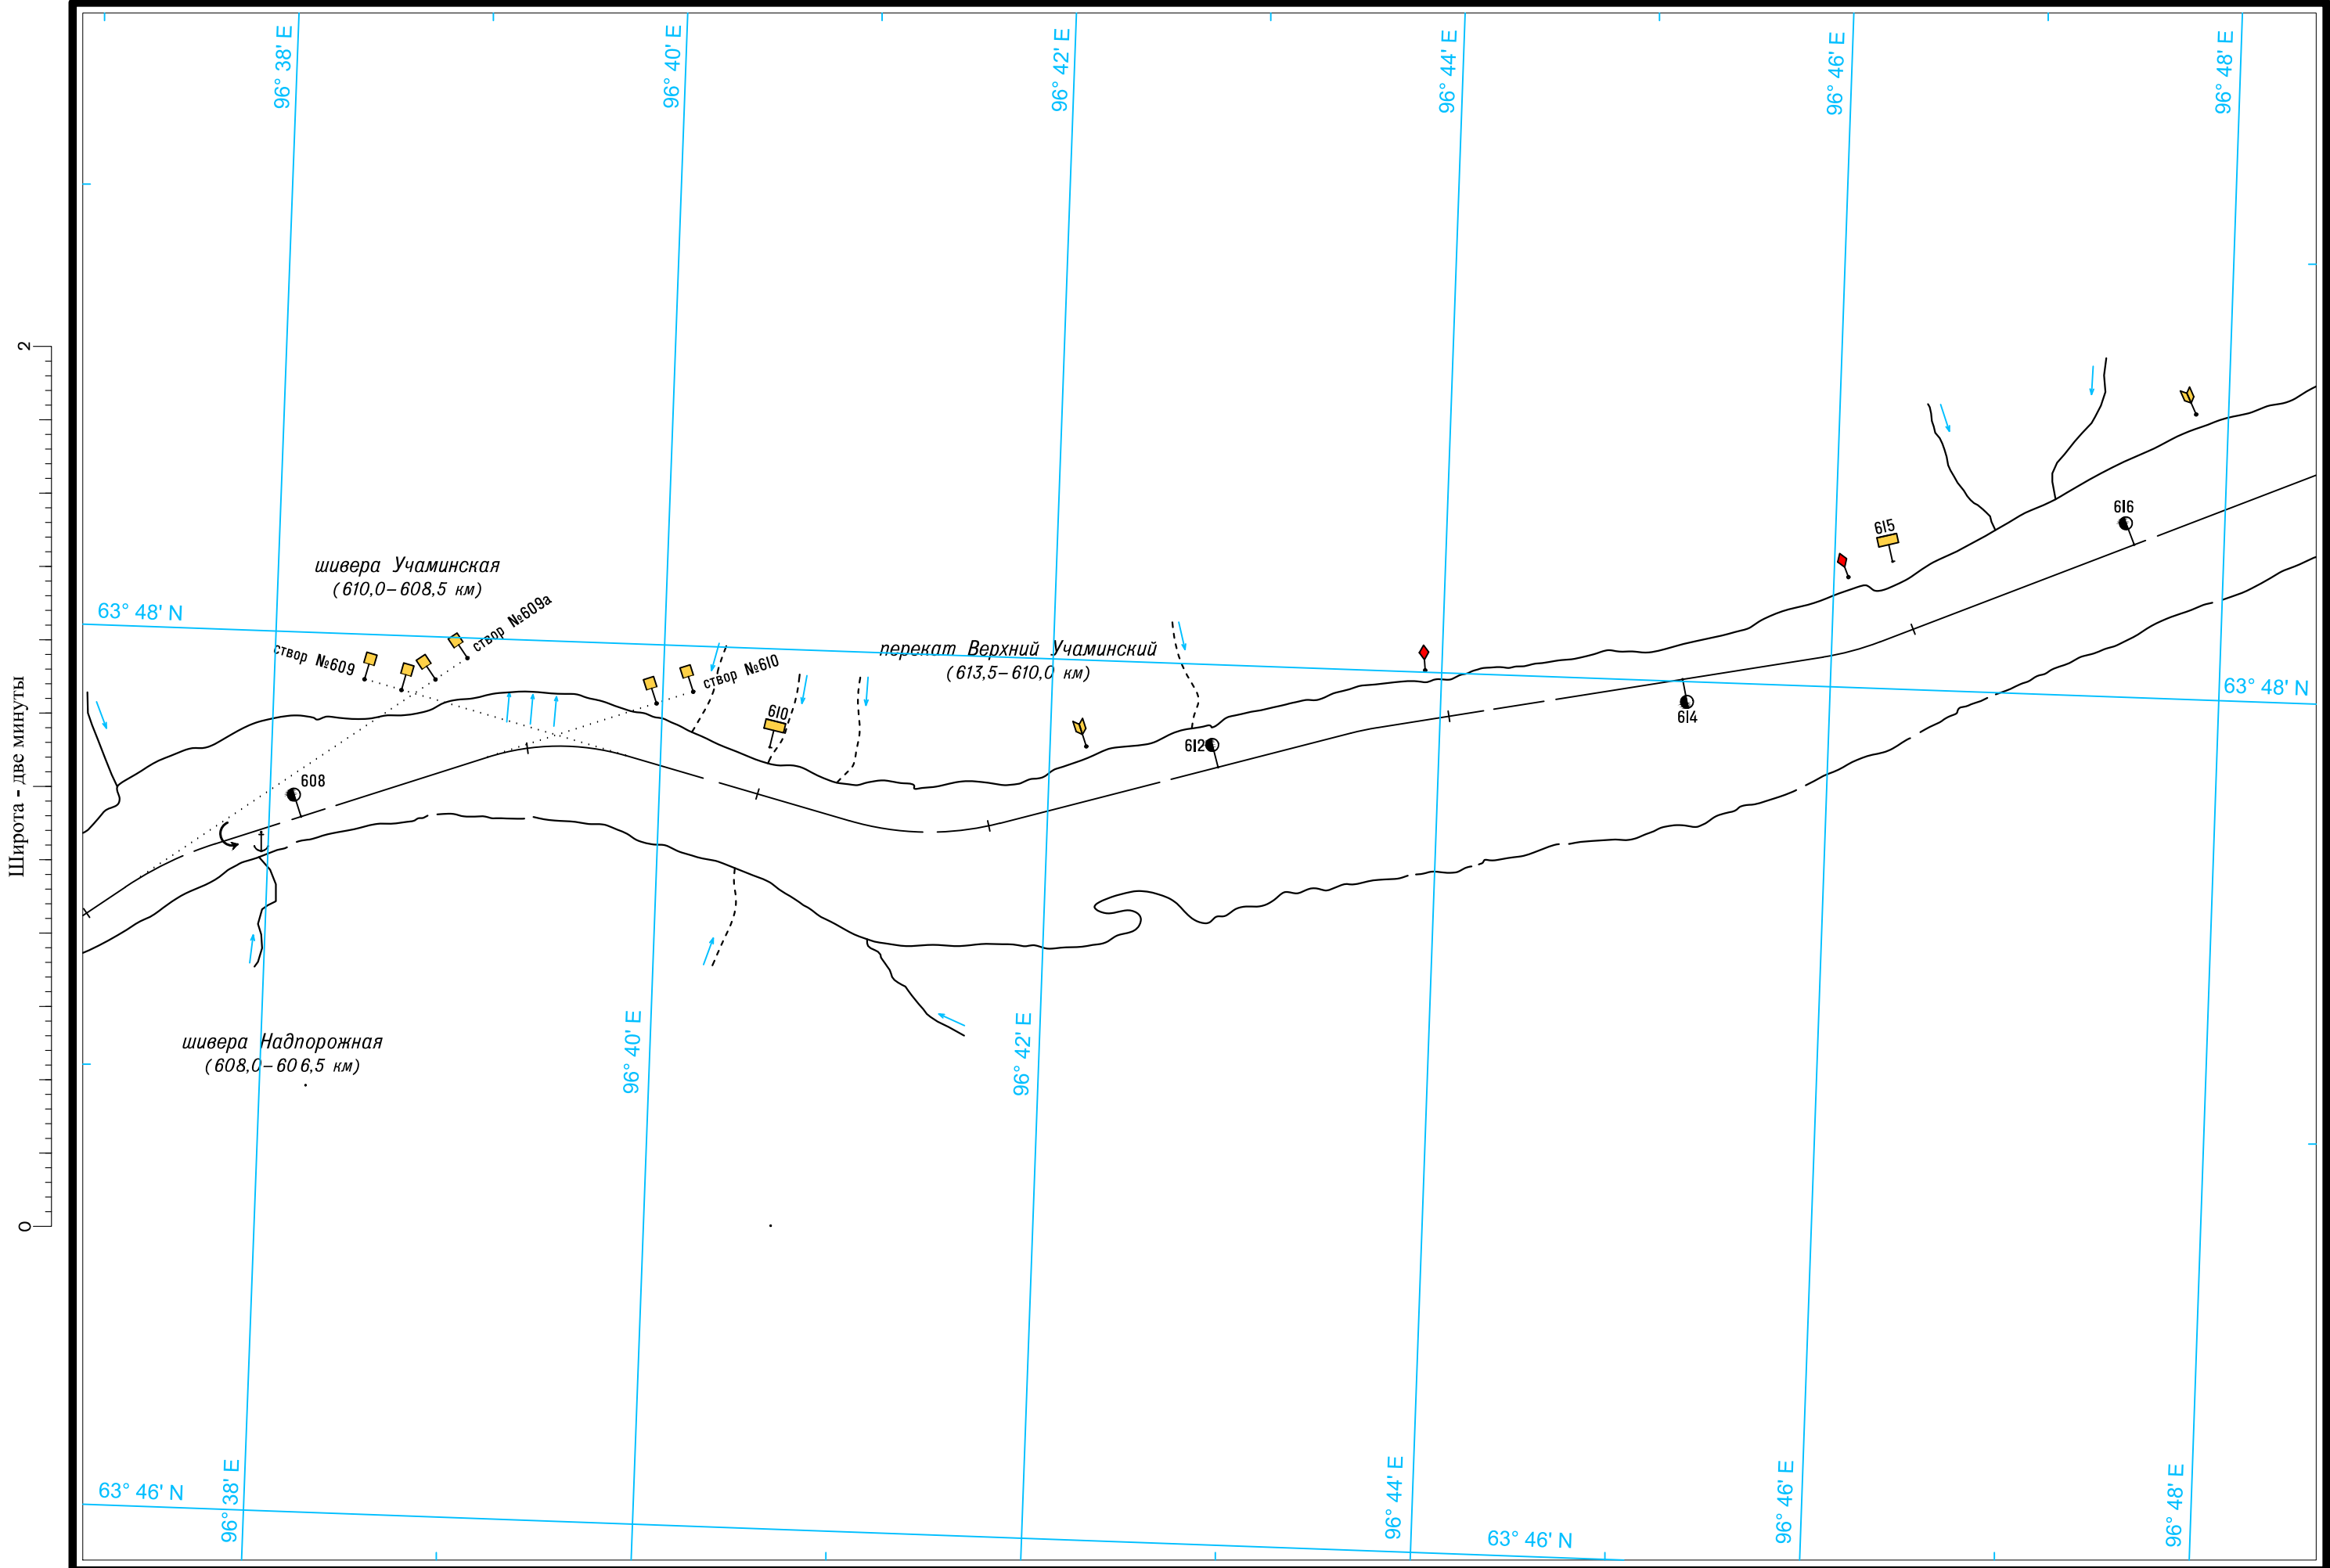 96° 38' E
96° 40' E
96° 42' E
96° 44' E
96° 46' E
96° 48' E
2
616
615
шивера Учаминская
(610,0–608,5 км)
63° 48' N
створ №609а
створ №609
створ №610
перекат Верхний Учаминский
(613,5–610,0 км)
63° 48' N
610
614
612
608
Широта - две минуты
96° 40' E
96° 42' E
шивера Надпорожная
(608,0–606,5 км)
0
63° 46' N
96° 38' E
96° 44' E
96° 46' E
96° 48' E
63° 46' N